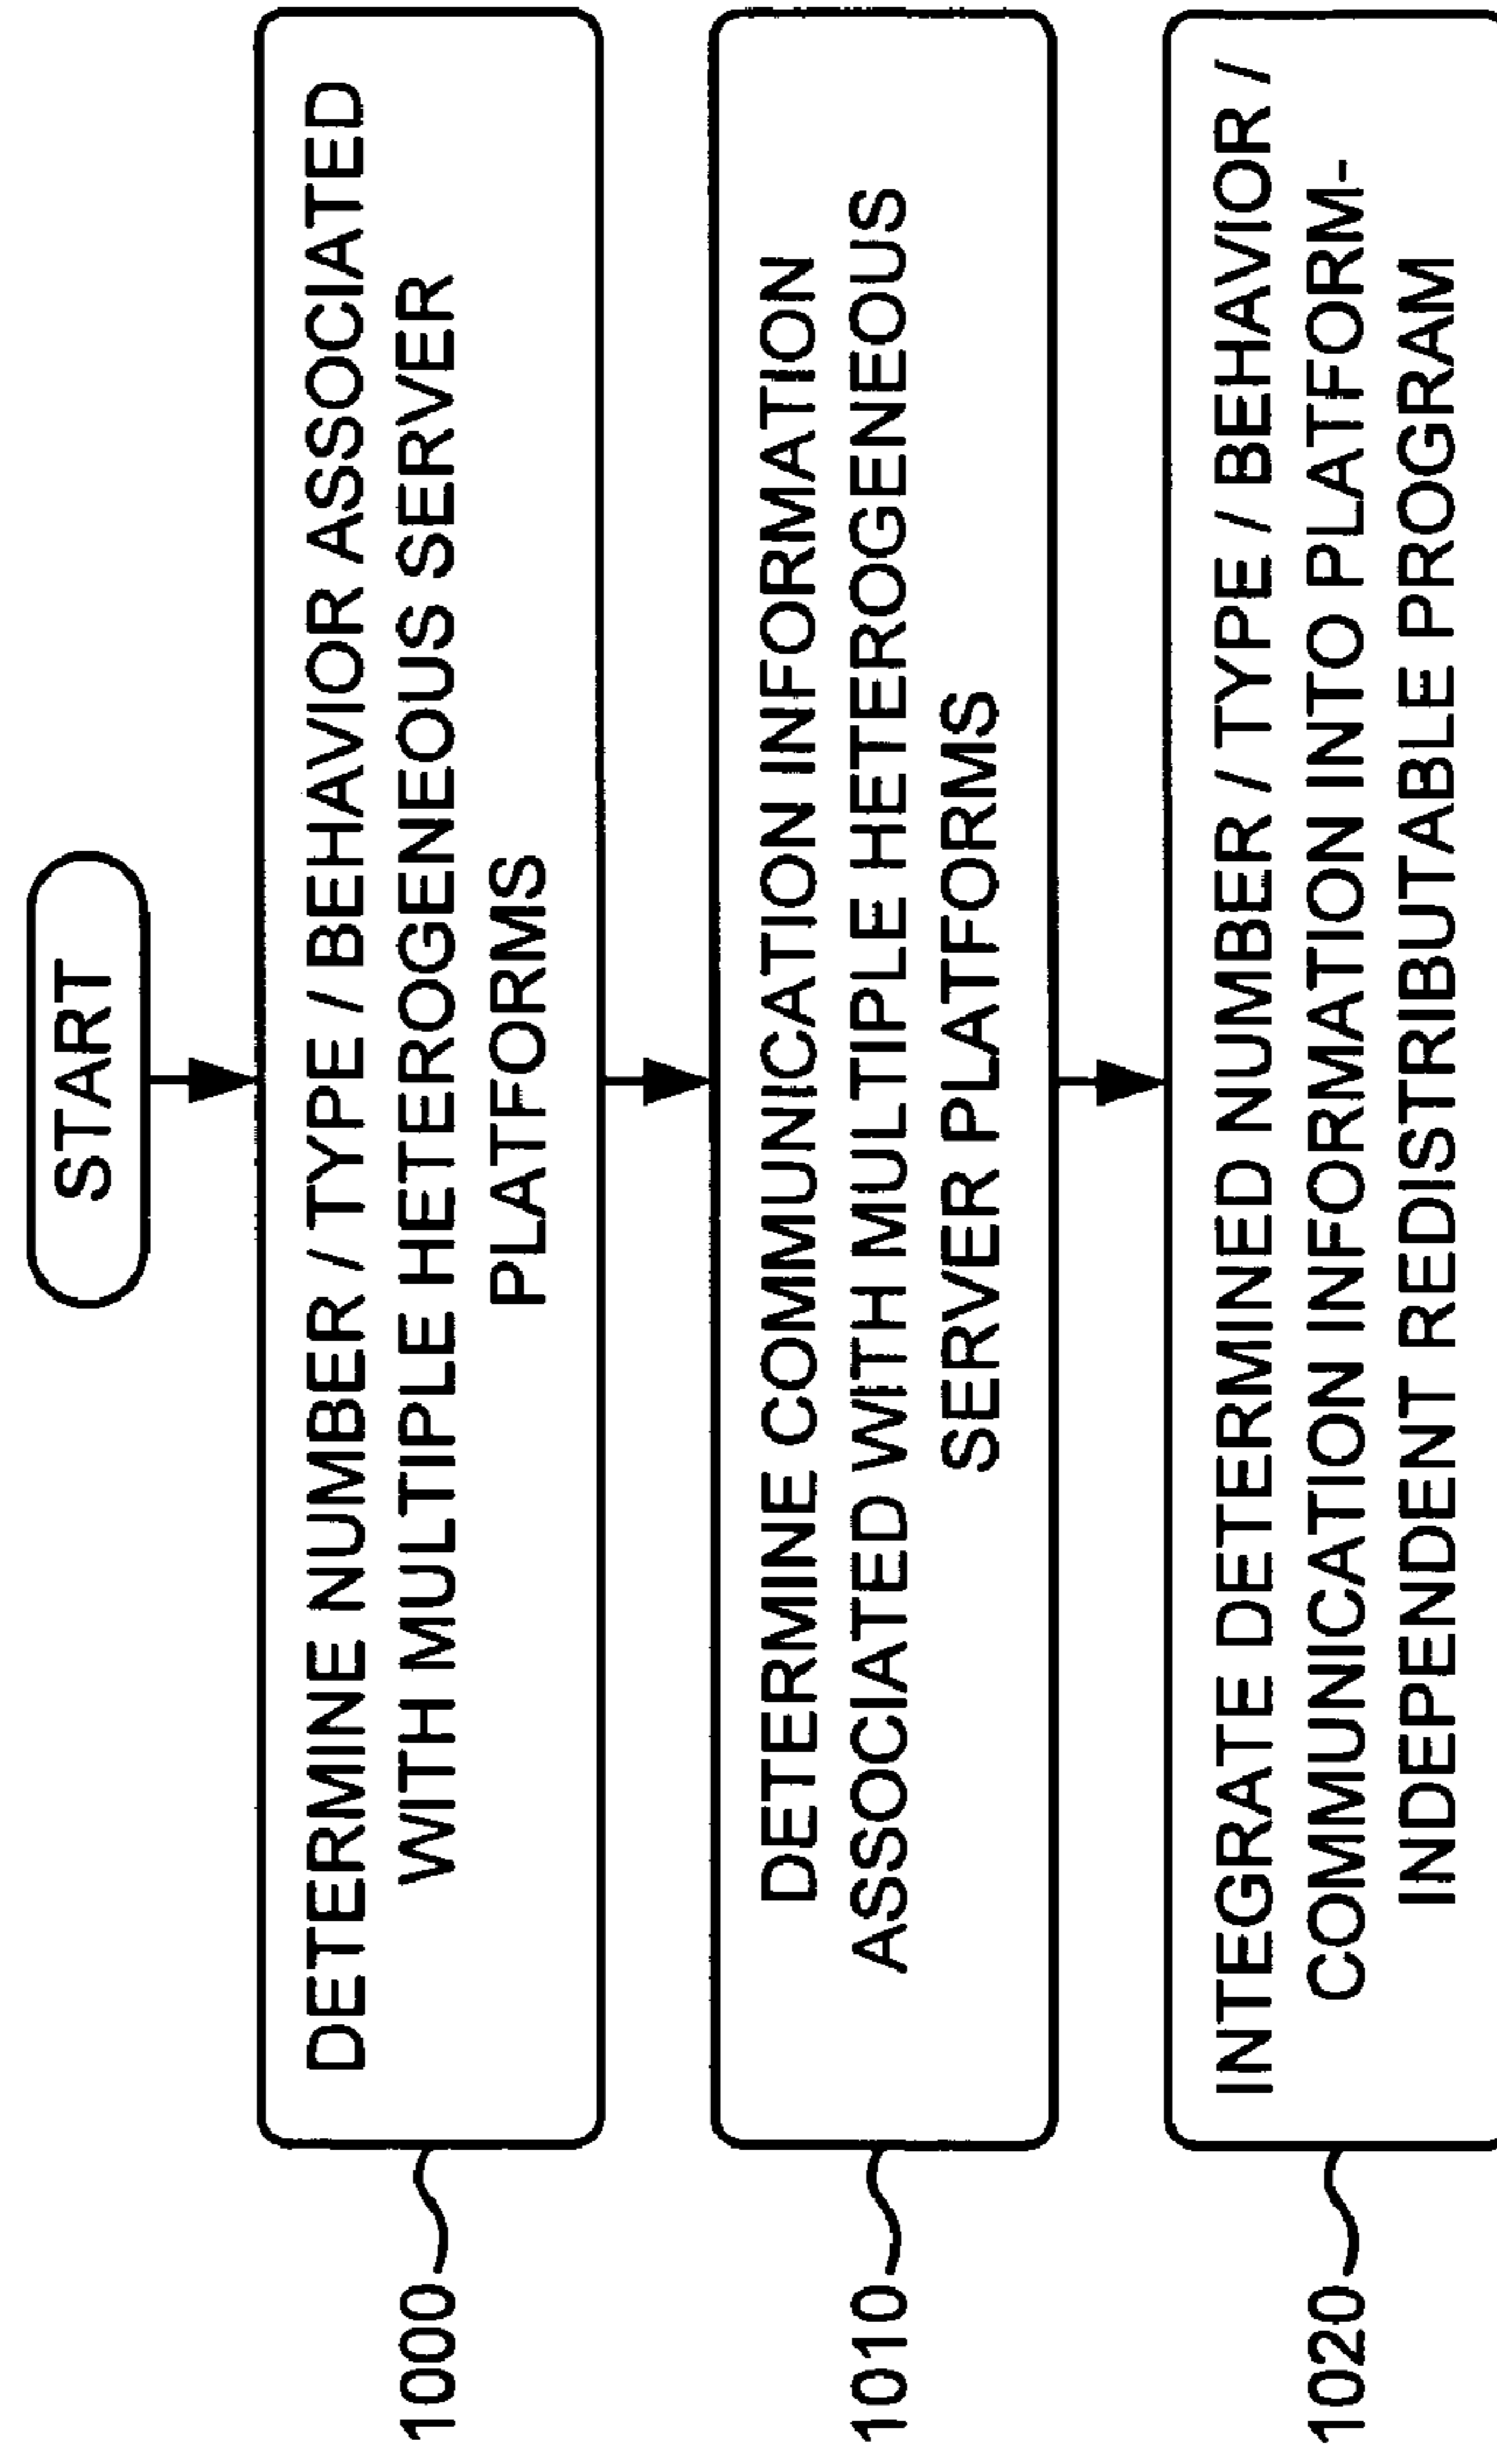 START
DETERMINE NUMBER / TYPE / BEHAVIOR ASSOCIATED
WITH MULTIPLE HETEROGENEOUS SERVER
PLATFORMS
1000
DETERMINE COMMUNICATION INFORMATION
ASSOCIATED WITH MULTIPLE HETEROGENEOUS
SERVER PLATFORMS
1010
INTEGRATE DETERMINED NUMBER / TYPE / BEHAVIOR /
COMMUNICATION INFORMATION INTO PLATFORM-
INDEPENDENT REDISTRIBUTABLE PROGRAM
1020